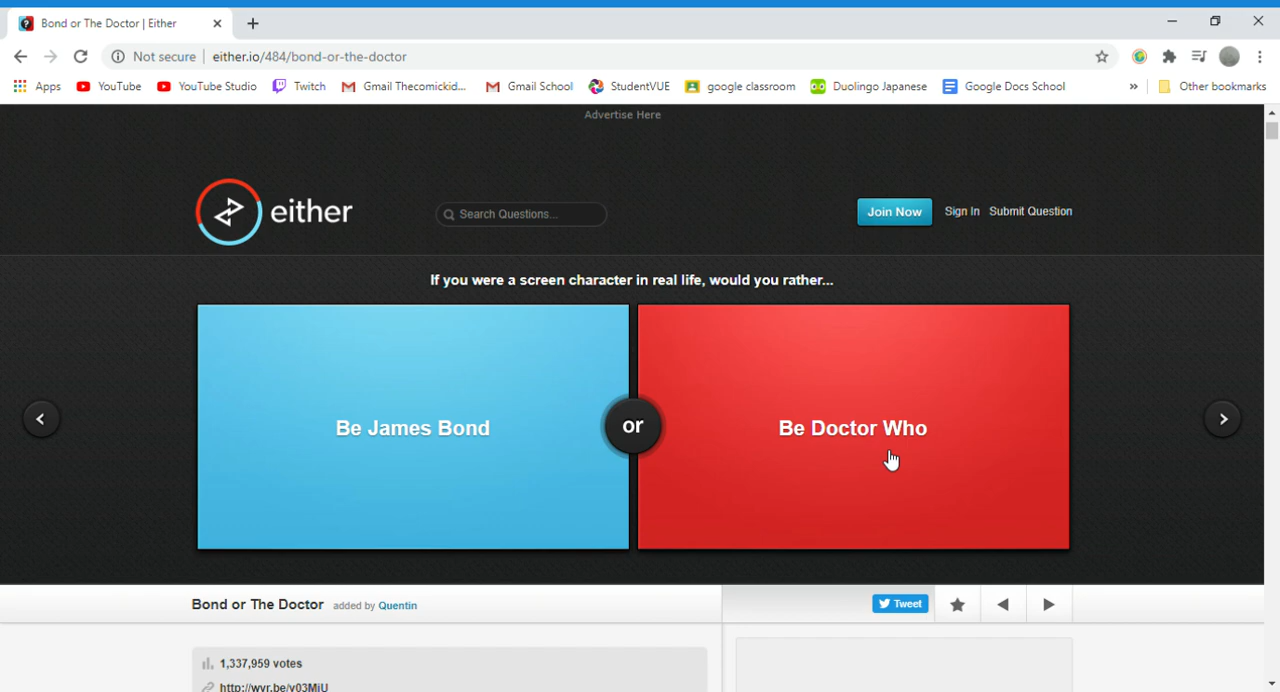 Bond or The Doctor | Either
Not secure | either.io/484/bond-or-the-doctor
Apps YouTube YouTube Studio Twitch Gmail Thecomickid... Gmail School StudentVUE google classroom Duolingo Japanese Google Docs School » Other bookmarks
Advertise Here
either Search Questions... Join Now Sign In Submit Question
If you were a screen character in real life, would you rather...
Be James Bond or Be Doctor Who
Bond or The Doctor added by Quentin Tweet
1,337,959 votes
http://wyr.be/v03MiU